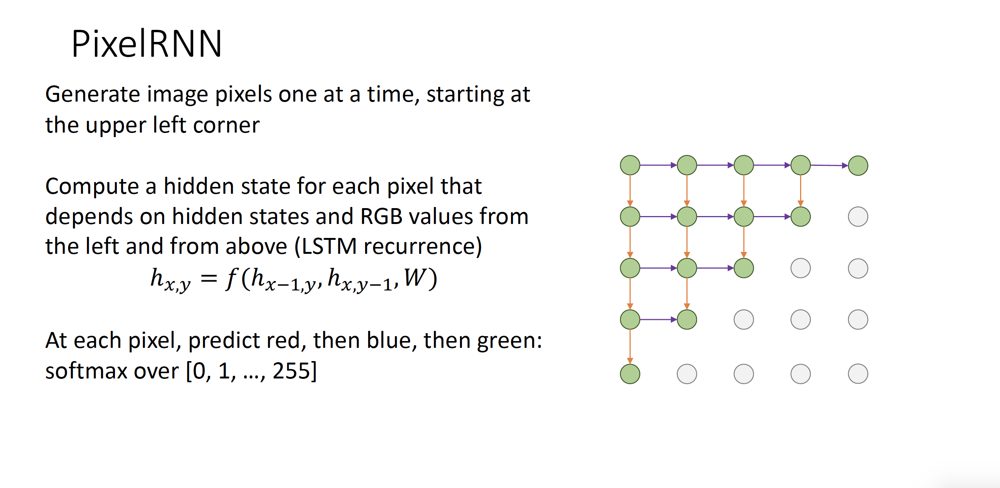 PixelRNN
Generate image pixels one at a time, starting at
the upper left corner
Compute a hidden state for each pixel that
depends on hidden states and RGB values from
the left and from above (LSTM recurrence)
h_{x,y} = f(h_{x−1,y}, h_{x,y−1}, W)
At each pixel, predict red, then blue, then green:
softmax over [0, 1, …, 255]